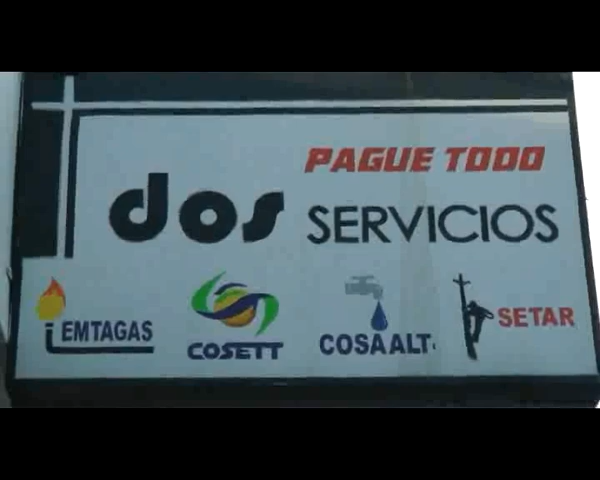 PAGUE TODO
dos SERVICIOS
EMTAGAS COSETT COSAALT SETAR